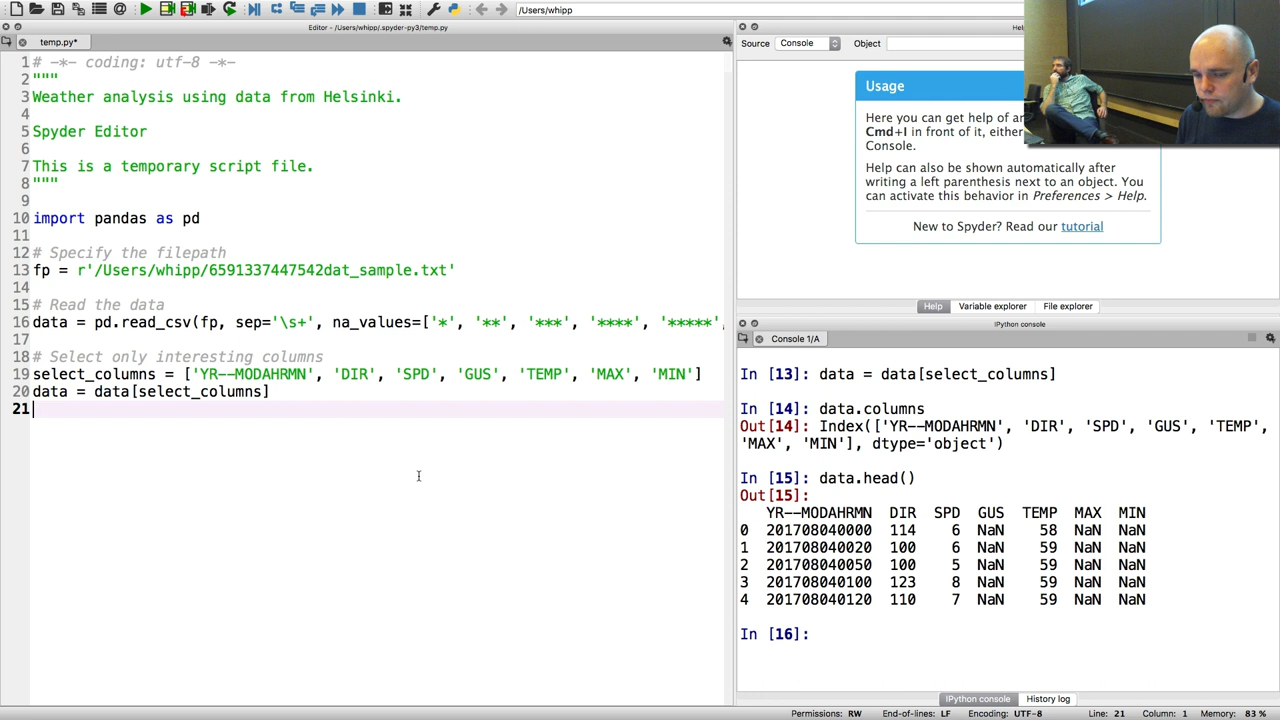 /Users/whipp
Editor - /Users/whipp/.spyder-py3/temp.py
temp.py*
1 # -*- coding: utf-8 -*-
2 """
3 Weather analysis using data from Helsinki.
4
5 Spyder Editor
6
7 This is a temporary script file.
8 """
9
10 import pandas as pd
11
12 # Specify the filepath
13 fp = r'/Users/whipp/6591337447542dat_sample.txt'
14
15 # Read the data
16 data = pd.read_csv(fp, sep='\s+', na_values=['*', '**', '***', '****', '*****',
17
18 # Select only interesting columns
19 select_columns = ['YR--MODAHRMN', 'DIR', 'SPD', 'GUS', 'TEMP', 'MAX', 'MIN']
20 data = data[select_columns]
21
Source Console Object
Usage
Here you can get help of an
Cmd+I in front of it, either
Console.
Help can also be shown automatically after
writing a left parenthesis next to an object. You
can activate this behavior in Preferences > Help.
New to Spyder? Read our tutorial
Help Variable explorer File explorer
IPython console
Console 1/A
In [13]: data = data[select_columns]
In [14]: data.columns
Out[14]: Index(['YR--MODAHRMN', 'DIR', 'SPD', 'GUS', 'TEMP',
'MAX', 'MIN'], dtype='object')
In [15]: data.head()
Out[15]:
YR--MODAHRMN DIR SPD GUS TEMP MAX MIN
0 201708040000 114 6 NaN 58 NaN NaN
1 201708040020 100 6 NaN 59 NaN NaN
2 201708040050 100 5 NaN 59 NaN NaN
3 201708040100 123 8 NaN 59 NaN NaN
4 201708040120 110 7 NaN 59 NaN NaN
In [16]:
IPython console History log
Permissions: RW End-of-lines: LF Encoding: UTF-8 Line: 21 Column: 1 Memory: 83 %